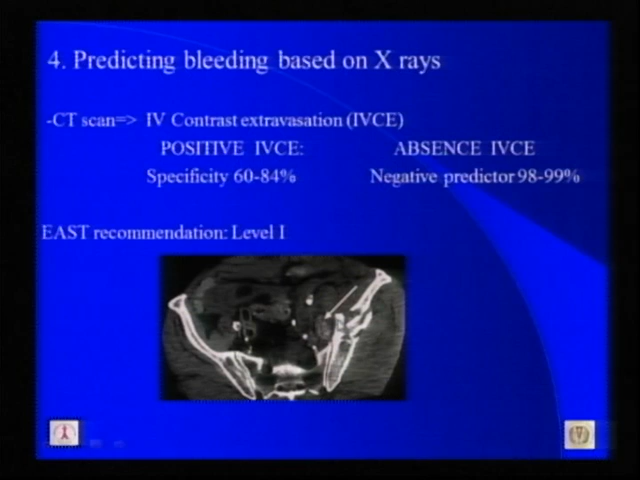 4. Predicting bleeding based on X rays
-CT scan=> IV Contrast extravasation (IVCE)
POSITIVE IVCE: ABSENCE IVCE
Specificity 60-84% Negative predictor 98-99%
EAST recommendation: Level I